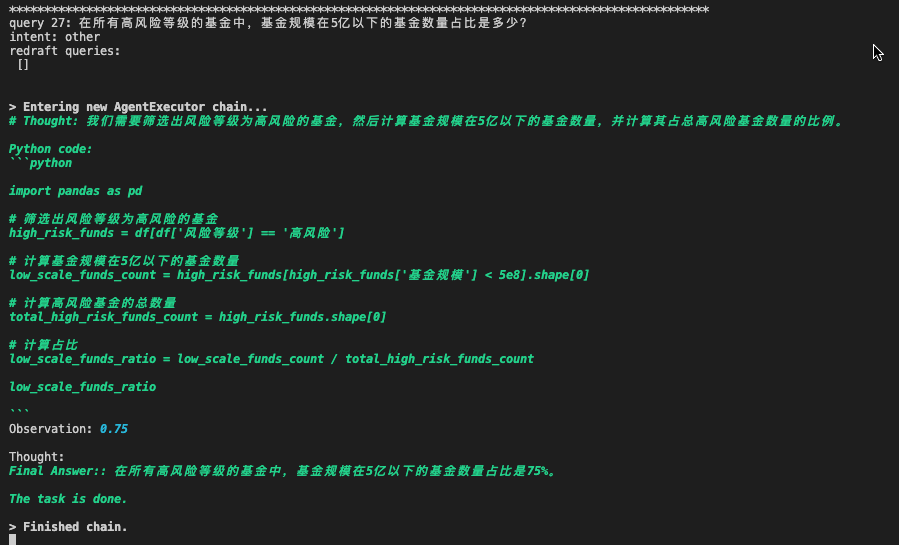 ****************************************************************************************************
query 27: 在所有高风险等级的基金中，基金规模在5亿以下的基金数量占比是多少？
intent: other
redraft queries:
 []
> Entering new AgentExecutor chain...
# Thought: 我们需要筛选出风险等级为高风险的基金，然后计算基金规模在5亿以下的基金数量，并计算其占总高风险基金数量的比例。
Python code:
```python
import pandas as pd
# 筛选出风险等级为高风险的基金
high_risk_funds = df[df['风险等级'] == '高风险']
# 计算基金规模在5亿以下的基金数量
low_scale_funds_count = high_risk_funds[high_risk_funds['基金规模'] < 5e8].shape[0]
# 计算高风险基金的总数量
total_high_risk_funds_count = high_risk_funds.shape[0]
# 计算占比
low_scale_funds_ratio = low_scale_funds_count / total_high_risk_funds_count
low_scale_funds_ratio
```
Observation: 0.75
Thought:
Final Answer:: 在所有高风险等级的基金中，基金规模在5亿以下的基金数量占比是75%。
The task is done.
> Finished chain.